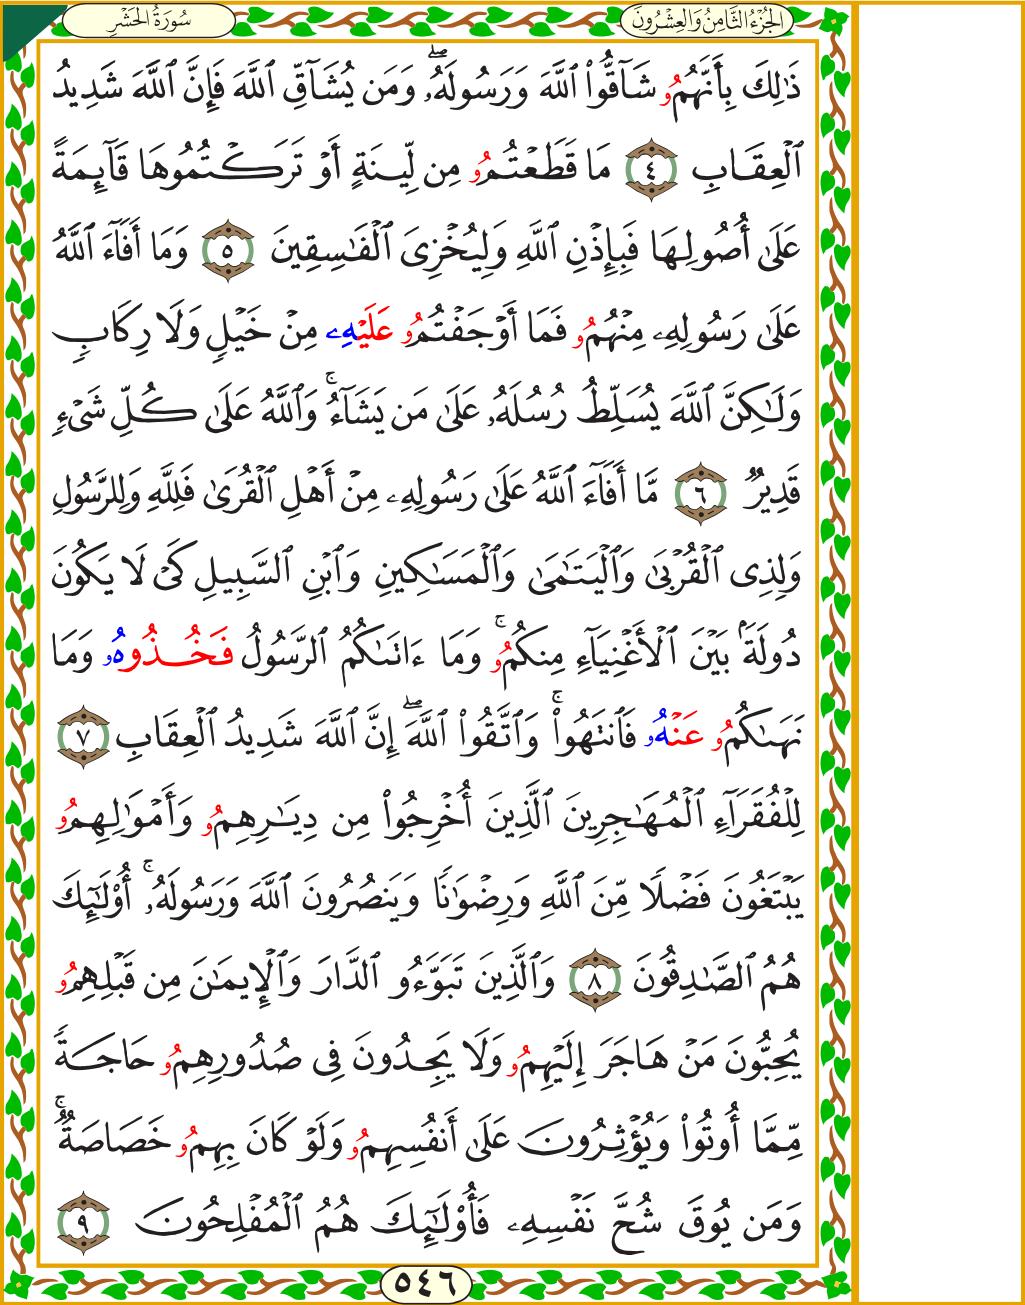 الجُزْءُ الثَّامِنُ وَالعِشْرُونَ
سُورَةُ الحَشْرِ
ذَٰلِكَ بِأَنَّهُمُۥ شَآقُّوا۟ ٱللَّهَ وَرَسُولَهُۥۖ وَمَن يُشَآقِّ ٱللَّهَ فَإِنَّ ٱللَّهَ شَدِيدُ
ٱلْعِقَابِ ٤ مَا قَطَعْتُمُۥ مِن لِّينَةٍ أَوْ تَرَكْتُمُوهَا قَآئِمَةً
عَلَىٰٓ أُصُولِهَا فَبِإِذْنِ ٱللَّهِ وَلِيُخْزِىَ ٱلْفَٰسِقِينَ ٥ وَمَآ أَفَآءَ ٱللَّهُ
عَلَىٰ رَسُولِهِۦ مِنْهُمُۥ فَمَآ أَوْجَفْتُمُۥ عَلَيْهِۦ مِنْ خَيْلٍ وَلَا رِكَابٍ
وَلَٰكِنَّ ٱللَّهَ يُسَلِّطُ رُسُلَهُۥ عَلَىٰ مَن يَشَآءُۚ وَٱللَّهُ عَلَىٰ كُلِّ شَىْءٍ
قَدِيرٌ ٦ مَّآ أَفَآءَ ٱللَّهُ عَلَىٰ رَسُولِهِۦ مِنْ أَهْلِ ٱلْقُرَىٰ فَلِلَّهِ وَلِلرَّسُولِ
وَلِذِى ٱلْقُرْبَىٰ وَٱلْيَتَٰمَىٰ وَٱلْمَسَٰكِينِ وَٱبْنِ ٱلسَّبِيلِ كَىْ لَا يَكُونَ
دُولَةًۢ بَيْنَ ٱلْأَغْنِيَآءِ مِنكُمُۥۚ وَمَآ ءَاتَىٰكُمُ ٱلرَّسُولُ فَخُذُوهُۥ وَمَا
نَهَىٰكُمُۥ عَنْهُۥ فَٱنتَهُوا۟ۚ وَٱتَّقُوا۟ ٱللَّهَۖ إِنَّ ٱللَّهَ شَدِيدُ ٱلْعِقَابِ ٧
لِلْفُقَرَآءِ ٱلْمُهَٰجِرِينَ ٱلَّذِينَ أُخْرِجُوا۟ مِن دِيَٰرِهِمُۥ وَأَمْوَٰلِهِمُۥ
يَبْتَغُونَ فَضْلًا مِّنَ ٱللَّهِ وَرِضْوَٰنًا وَيَنصُرُونَ ٱللَّهَ وَرَسُولَهُۥٓۚ أُو۟لَٰٓئِكَ
هُمُ ٱلصَّٰدِقُونَ ٨ وَٱلَّذِينَ تَبَوَّءُو ٱلدَّارَ وَٱلْإِيمَٰنَ مِن قَبْلِهِمُۥ
يُحِبُّونَ مَنْ هَاجَرَ إِلَيْهِمُۥ وَلَا يَجِدُونَ فِى صُدُورِهِمُۥ حَاجَةً
مِّمَّآ أُوتُوا۟ وَيُؤْثِرُونَ عَلَىٰٓ أَنفُسِهِمُۥ وَلَوْ كَانَ بِهِمُۥ خَصَاصَةٌۚ
وَمَن يُوقَ شُحَّ نَفْسِهِۦ فَأُو۟لَٰٓئِكَ هُمُ ٱلْمُفْلِحُونَ ٩
٥٤٦